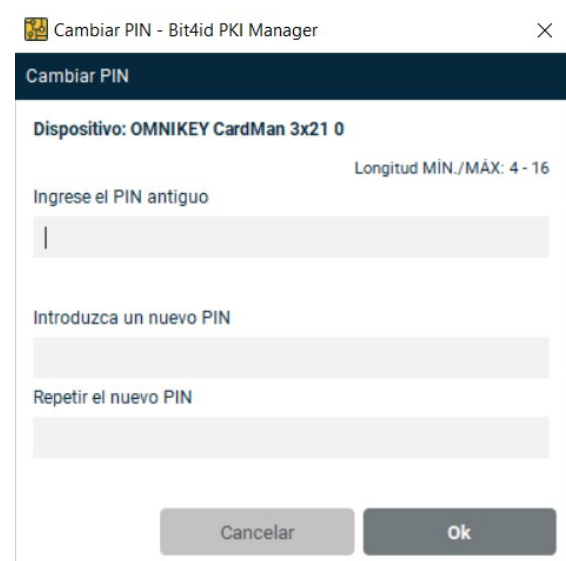 Cambiar PIN - Bit4id PKI Manager
Cambiar PIN
Dispositivo: OMNIKEY CardMan 3x21 0
Longitud MÍN./MÁX: 4 - 16
Ingrese el PIN antiguo
Introduzca un nuevo PIN
Repetir el nuevo PIN
Cancelar
Ok